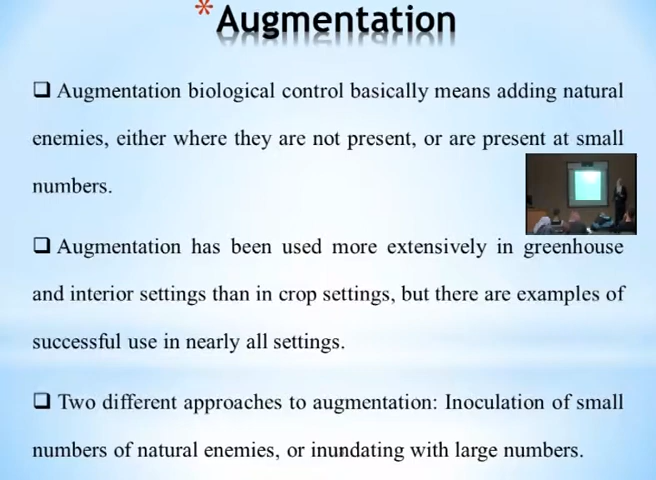 * Augmentation
❑ Augmentation biological control basically means adding natural
enemies, either where they are not present, or are present at small
numbers.
❑ Augmentation has been used more extensively in greenhouse
and interior settings than in crop settings, but there are examples of
successful use in nearly all settings.
❑ Two different approaches to augmentation: Inoculation of small
numbers of natural enemies, or inundating with large numbers.